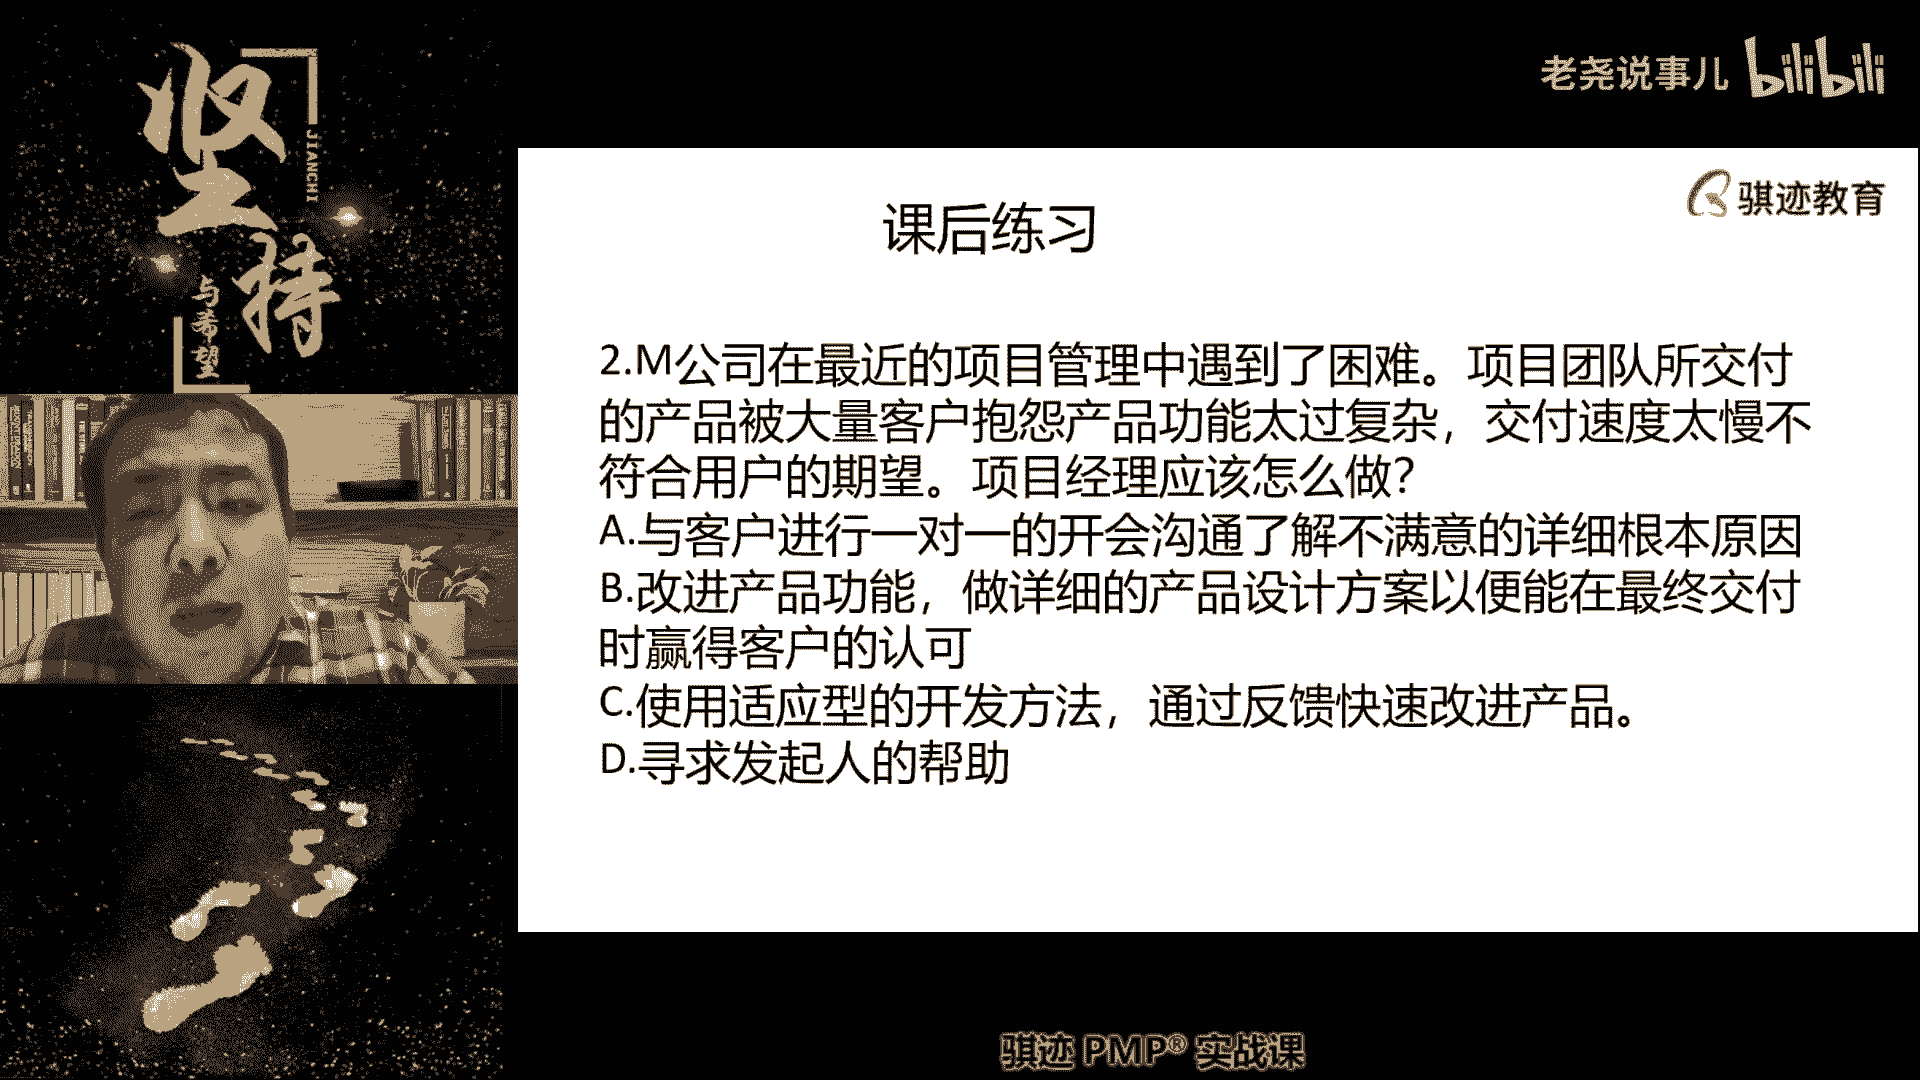 坚持
JIANCHI
与希望
老尧说事儿 bilibili
骐迹教育
课后练习
2.M公司在最近的项目管理中遇到了困难。项目团队所交付
的产品被大量客户抱怨产品功能太过复杂，交付速度太慢不
符合用户的期望。项目经理应该怎么做？
A.与客户进行一对一的开会沟通了解不满意的详细根本原因
B.改进产品功能，做详细的产品设计方案以便能在最终交付
时赢得客户的认可
C.使用适应型的开发方法，通过反馈快速改进产品。
D.寻求发起人的帮助
骐迹 PMP® 实战课